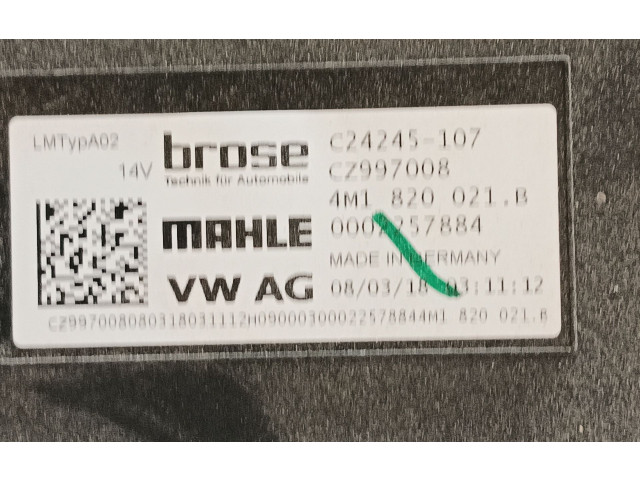 LMTypA02
14V
brose
Technik für Automobile
MAHLE
VW AG
C24245-107
CZ997008
4M1 820 021.B
0002257884
MADE IN GERMANY
08/03/18 03:11:12
CZ997008080318031112H09000300022578844M1 820 021.B